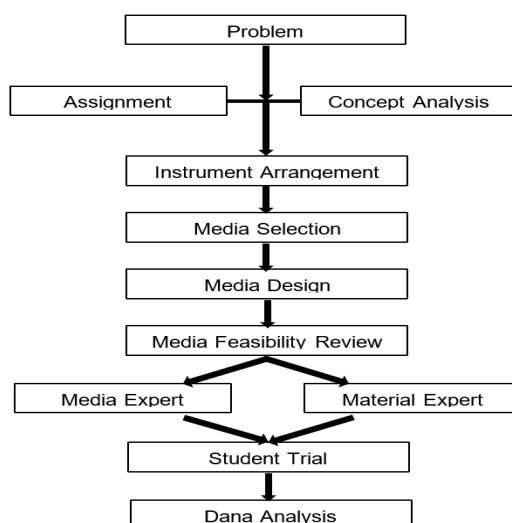 Problem
Assignment
Concept Analysis
Instrument Arrangement
Media Selection
Media Design
Media Feasibility Review
Media Expert
Material Expert
Student Trial
Dana Analysis